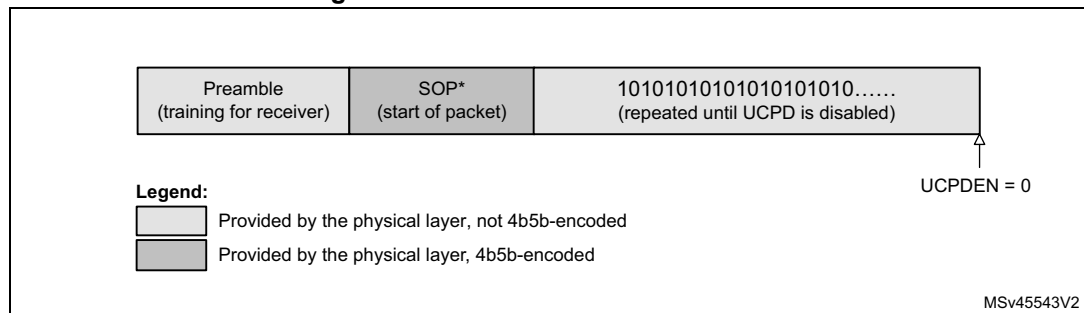 Preamble
(training for receiver)
SOP*
(start of packet)
10101010101010101010......
(repeated until UCPD is disabled)
UCPDEN = 0
Legend:
Provided by the physical layer, not 4b5b-encoded
Provided by the physical layer, 4b5b-encoded
MSv45543V2